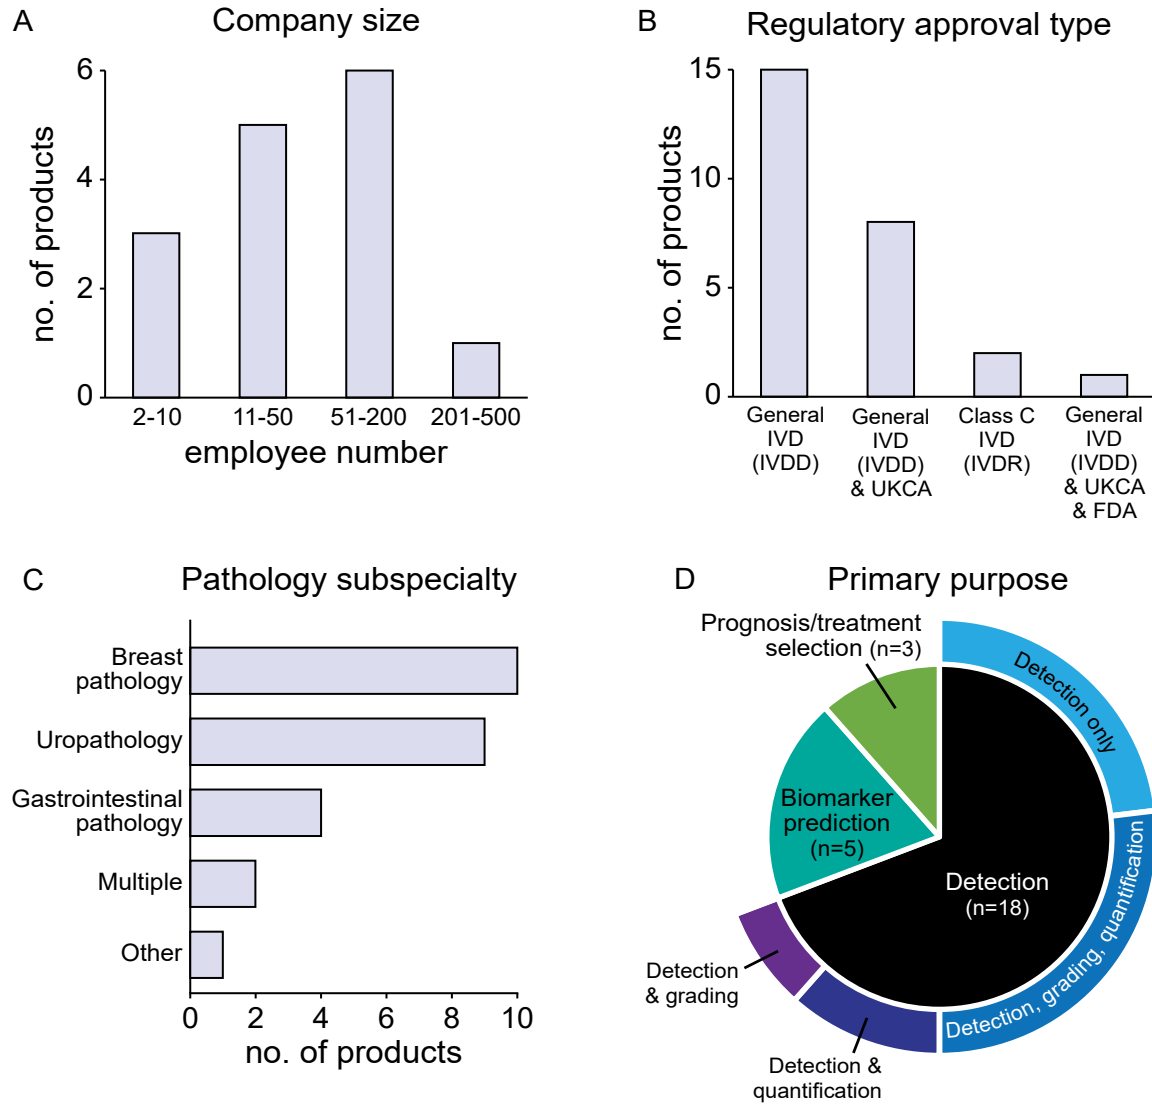 A
Company size
no. of products
6
4
2
0
2-10
11-50
51-200
201-500
employee number
B
Regulatory approval type
no. of products
15
10
5
0
General
IVD
(IVDD)
General
IVD
(IVDD)
& UKCA
Class C
IVD
(IVDR)
General
IVD
(IVDD)
& UKCA
& FDA
C
Pathology subspecialty
Breast
pathology
Uropathology
Gastrointestinal
pathology
Multiple
Other
0
2
4
6
8
10
no. of products
D
Primary purpose
Prognosis/treatment
selection (n=3)
Detection only
Biomarker
prediction
(n=5)
Detection
(n=18)
Detection, grading, quantification
Detection
& grading
Detection &
quantification